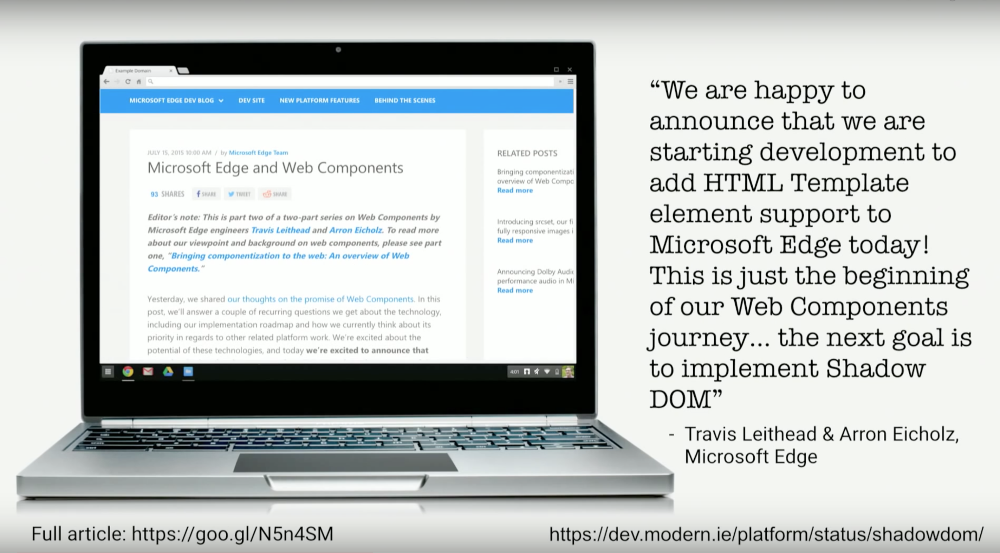 Example Domain
MICROSOFT EDGE DEV BLOG
DEV SITE
NEW PLATFORM FEATURES
BEHIND THE SCENES
JULY 15, 2015 10:00 AM / by Microsoft Edge Team
Microsoft Edge and Web Components
93 SHARES
SHARE
TWEET
SHARE
Editor's note: This is part two of a two-part series on Web Components by
Microsoft Edge engineers Travis Leithead and Arron Eicholz. To read more
about our viewpoint and background on web components, please see part
one, "Bringing componentization to the web: An overview of Web
Components."
Yesterday, we shared our thoughts on the promise of Web Components. In this
post, we'll answer a couple of recurring questions we get about the technology,
including our implementation roadmap and how we currently think about its
priority in regards to other related platform work. We're excited about the
potential of these technologies, and today we're excited to announce that
RELATED POSTS
Bringing componentizati
overview of Web Compo
Read more
Introducing srcset, our fi
fully responsive images i
Read more
Announcing Dolby Audio
performance audio in Mi
Read more
4:01
“We are happy to
announce that we are
starting development to
add HTML Template
element support to
Microsoft Edge today!
This is just the beginning
of our Web Components
journey... the next goal is
to implement Shadow
DOM”
- Travis Leithead & Arron Eicholz,
Microsoft Edge
Full article: https://goo.gl/N5n4SM
https://dev.modern.ie/platform/status/shadowdom/